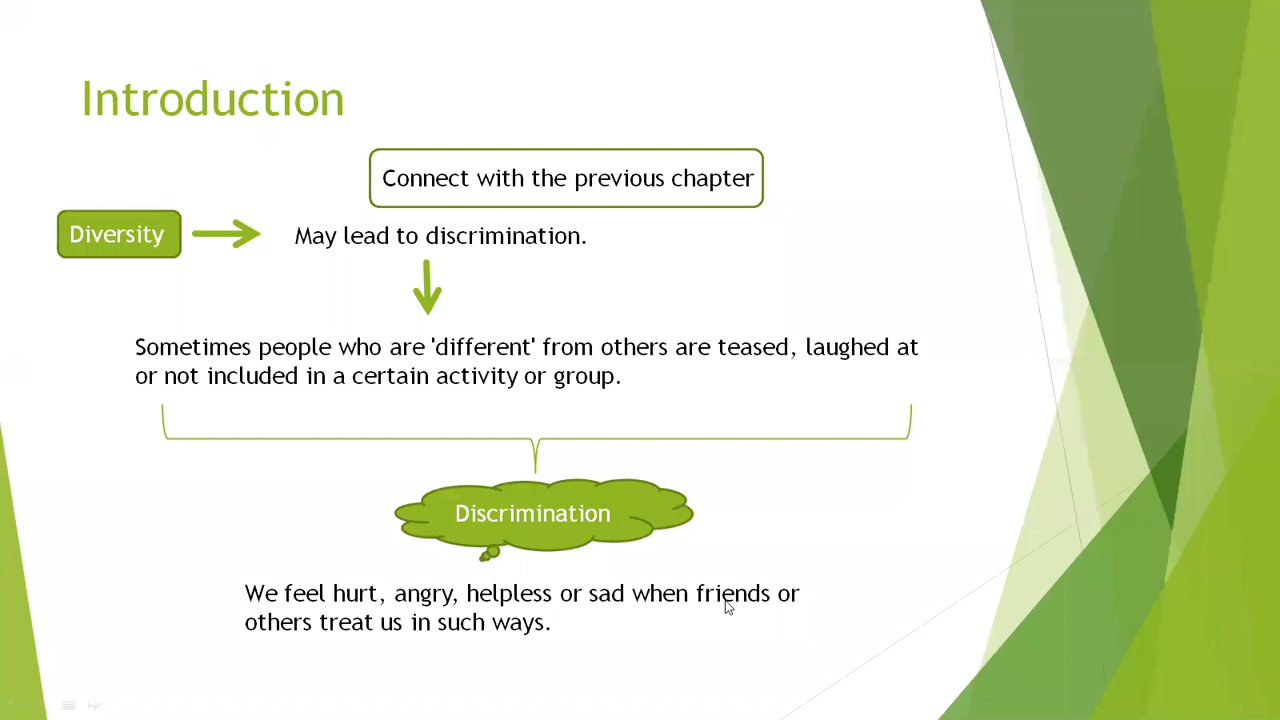 Introduction
Connect with the previous chapter
Diversity
May lead to discrimination.
Sometimes people who are 'different' from others are teased, laughed at
or not included in a certain activity or group.
Discrimination
We feel hurt, angry, helpless or sad when friends or
others treat us in such ways.